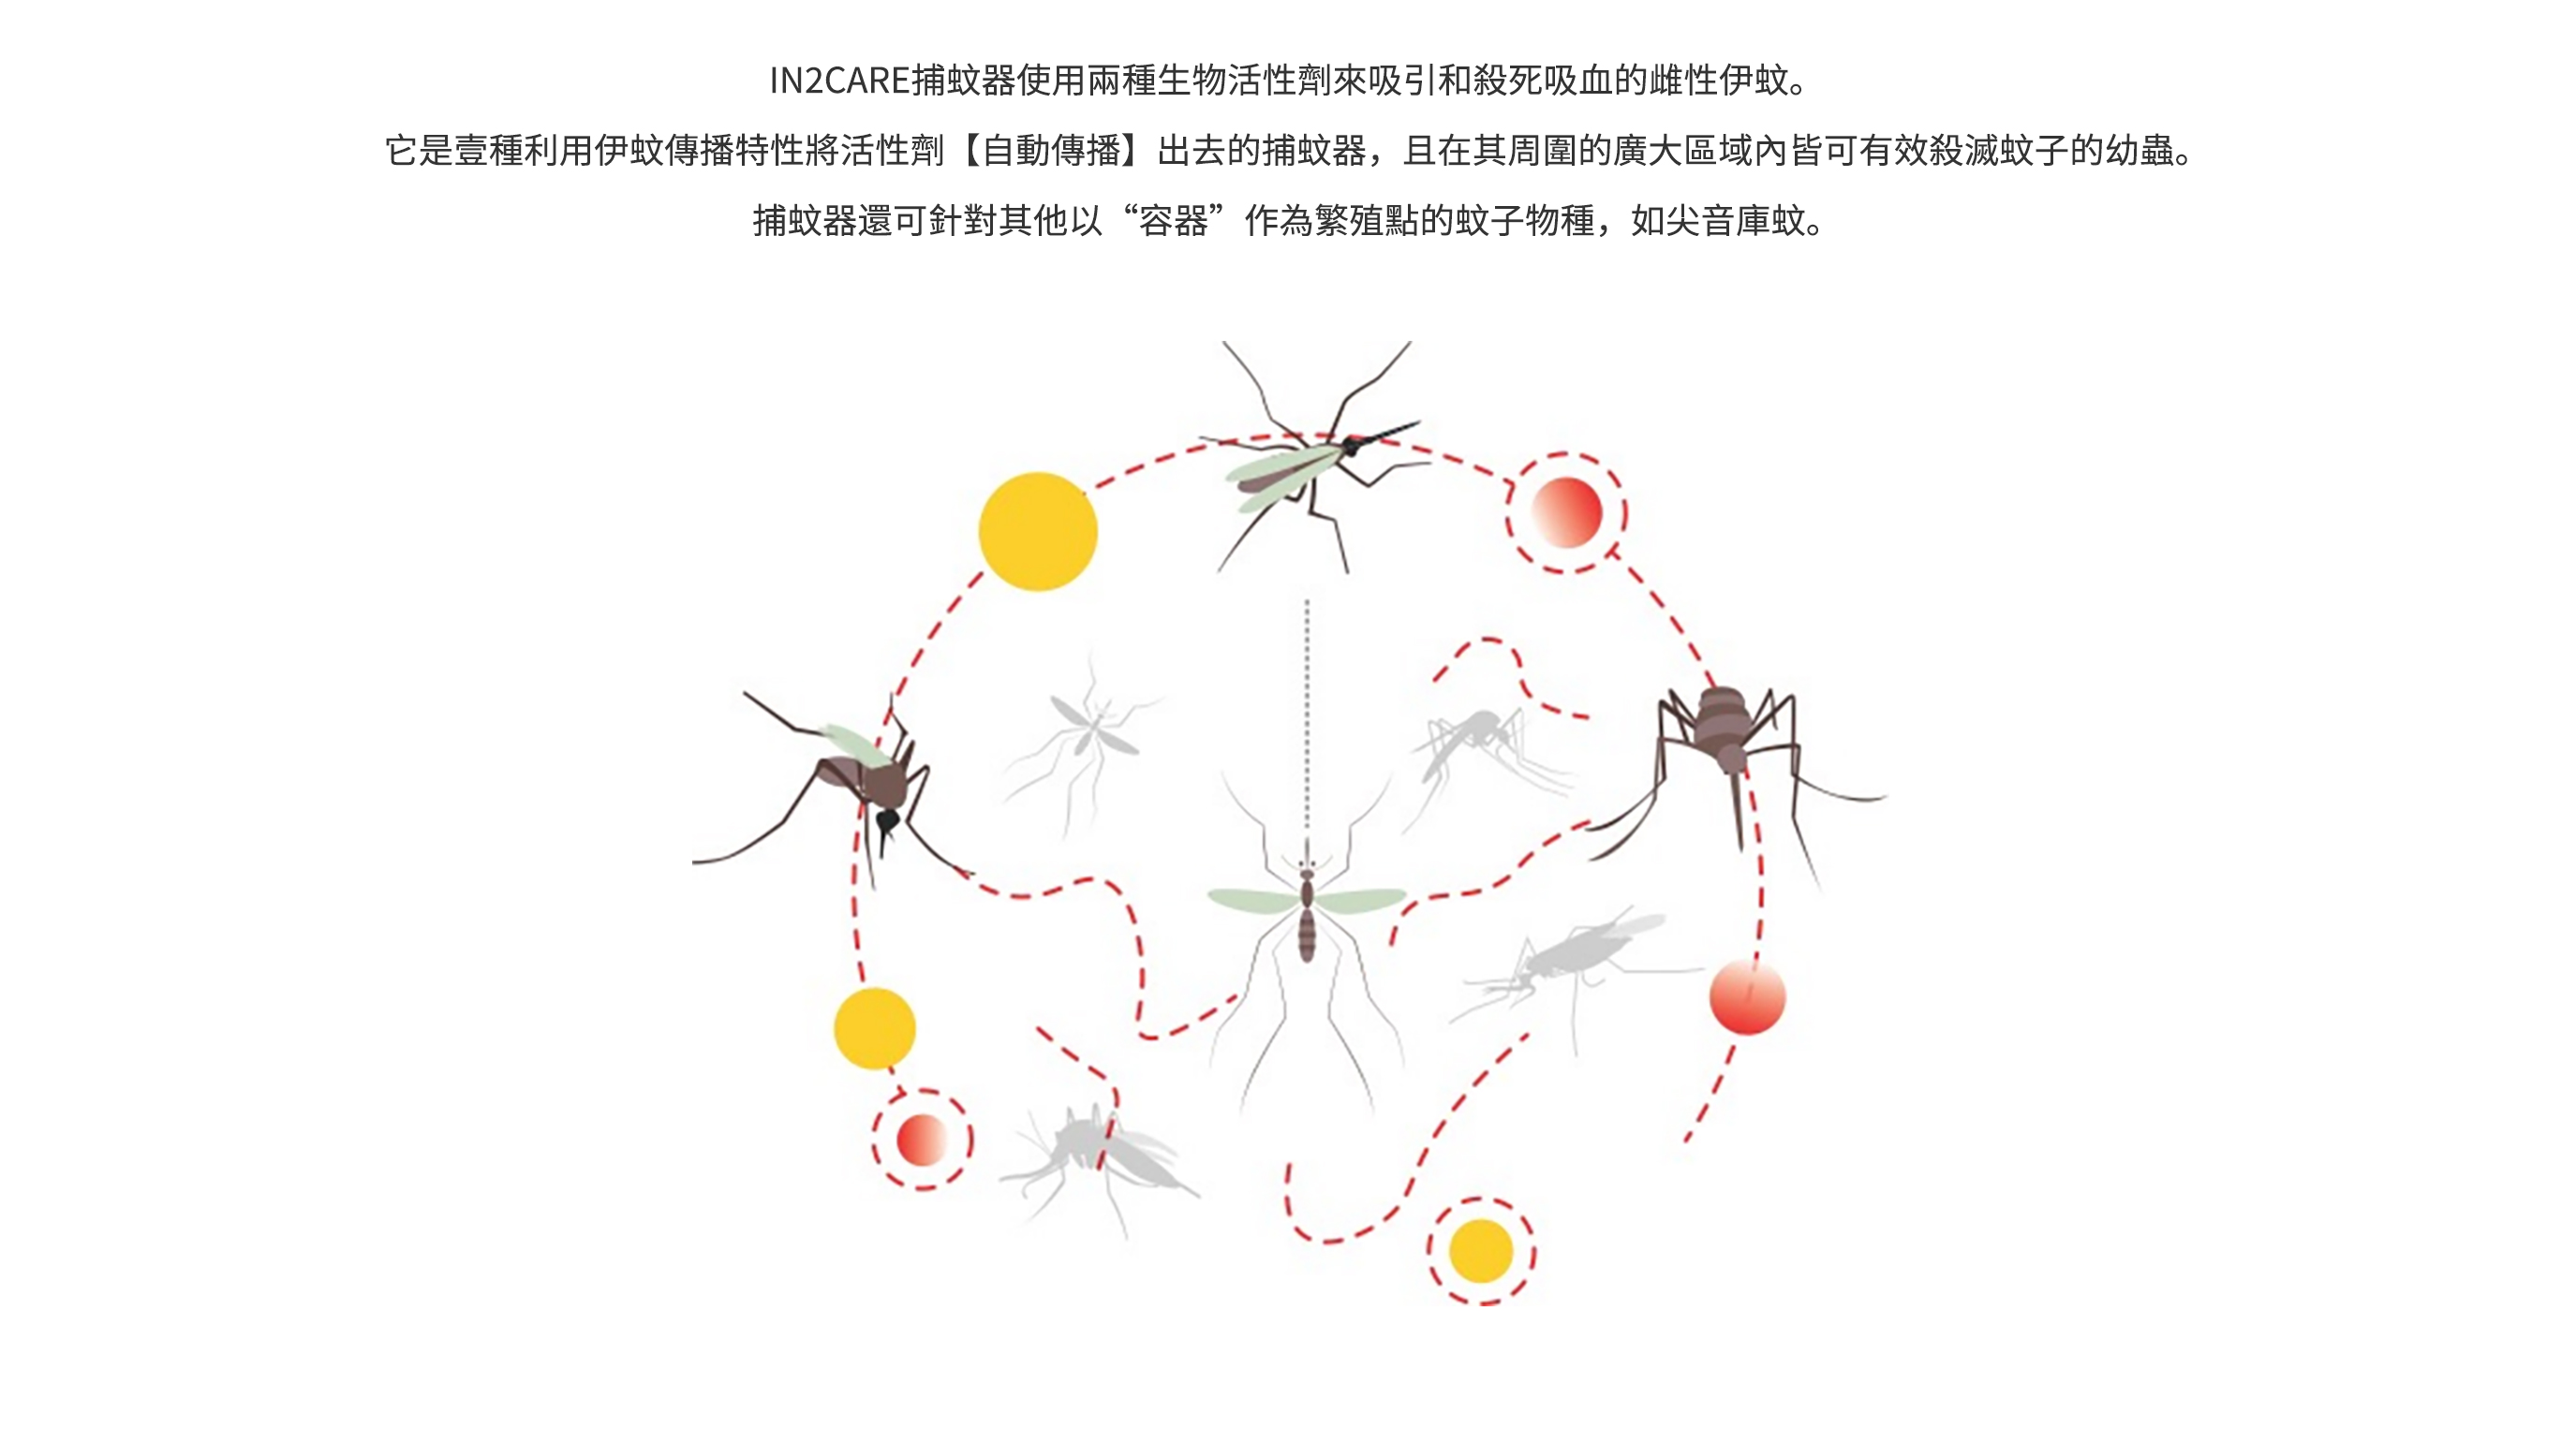 IN2CARE捕蚊器使用兩種生物活性劑來吸引和殺死吸血的雌性伊蚊。
它是壹種利用伊蚊傳播特性將活性劑【自動傳播】出去的捕蚊器，且在其周圍的廣大區域內皆可有效殺滅蚊子的幼蟲。
捕蚊器還可針對其他以“容器”作為繁殖點的蚊子物種，如尖音庫蚊。